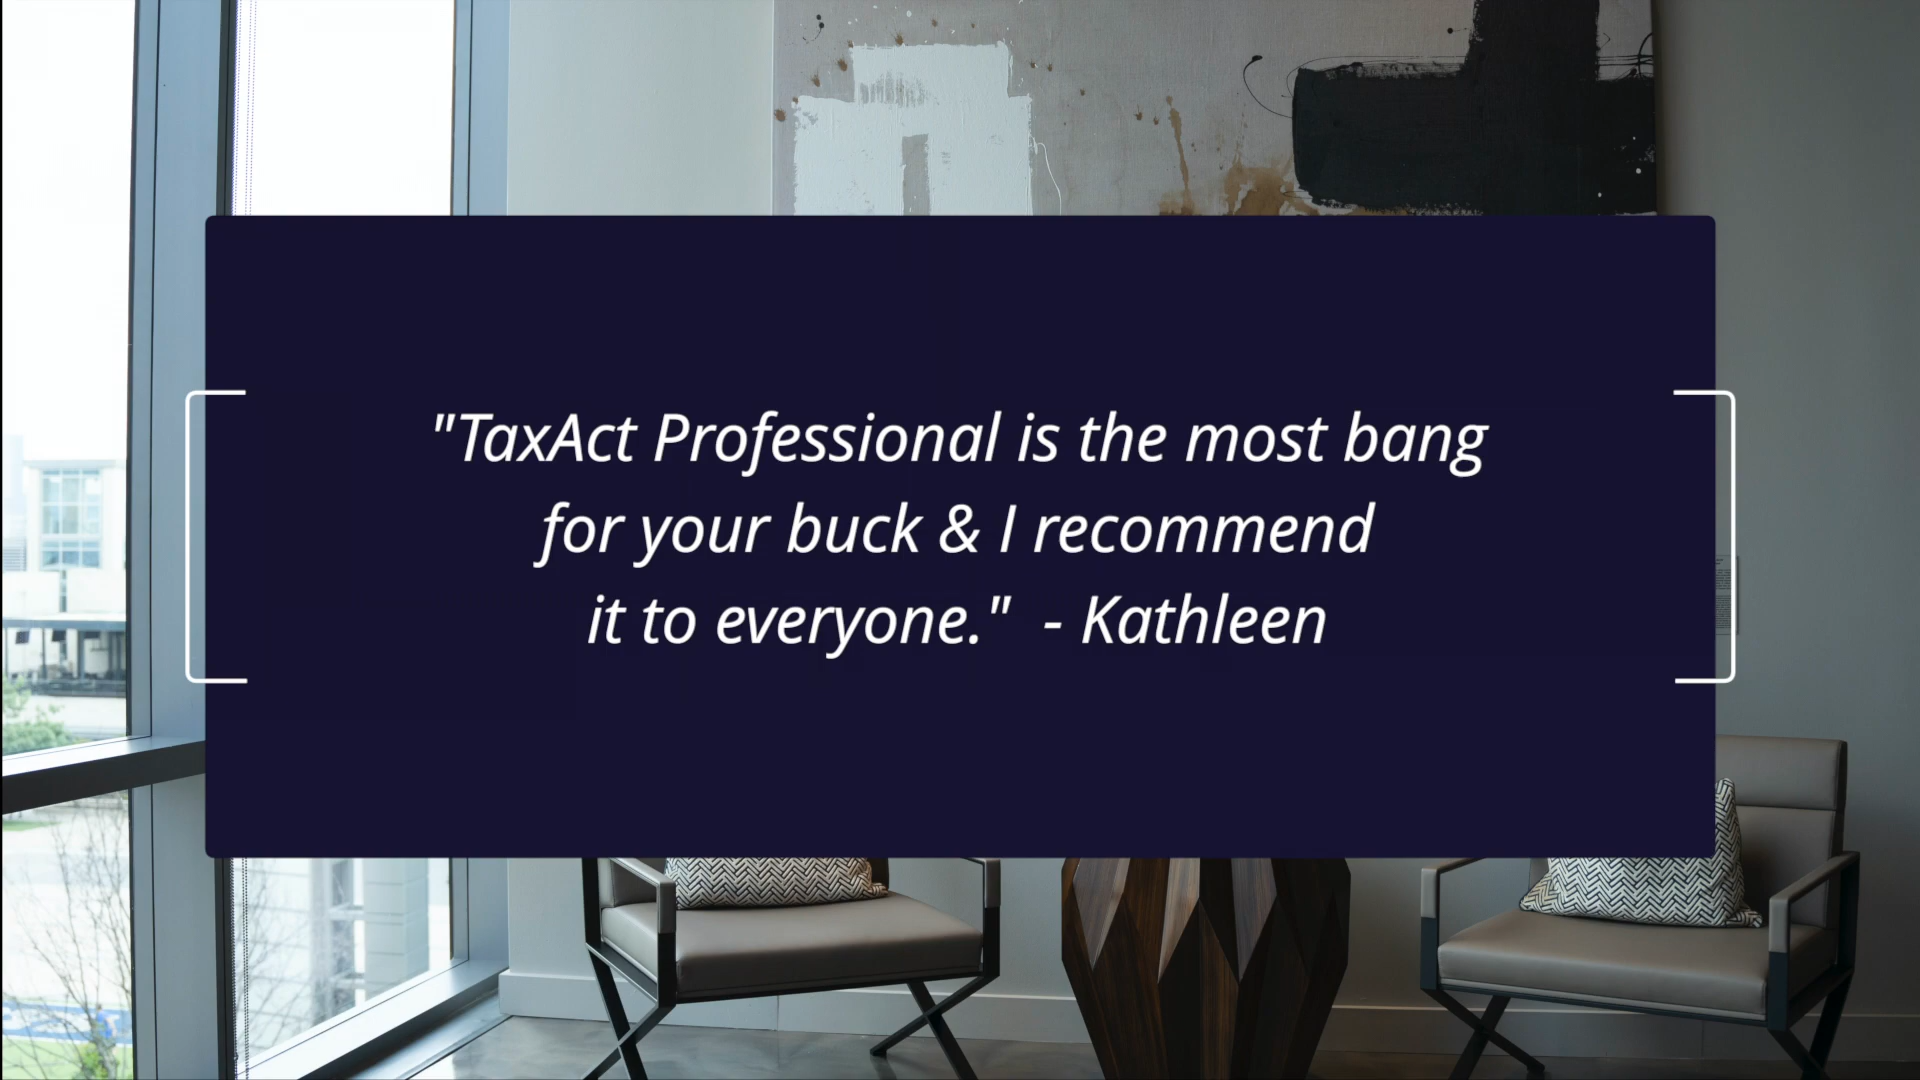 "TaxAct Professional is the most bang
for your buck & I recommend
it to everyone."  - Kathleen